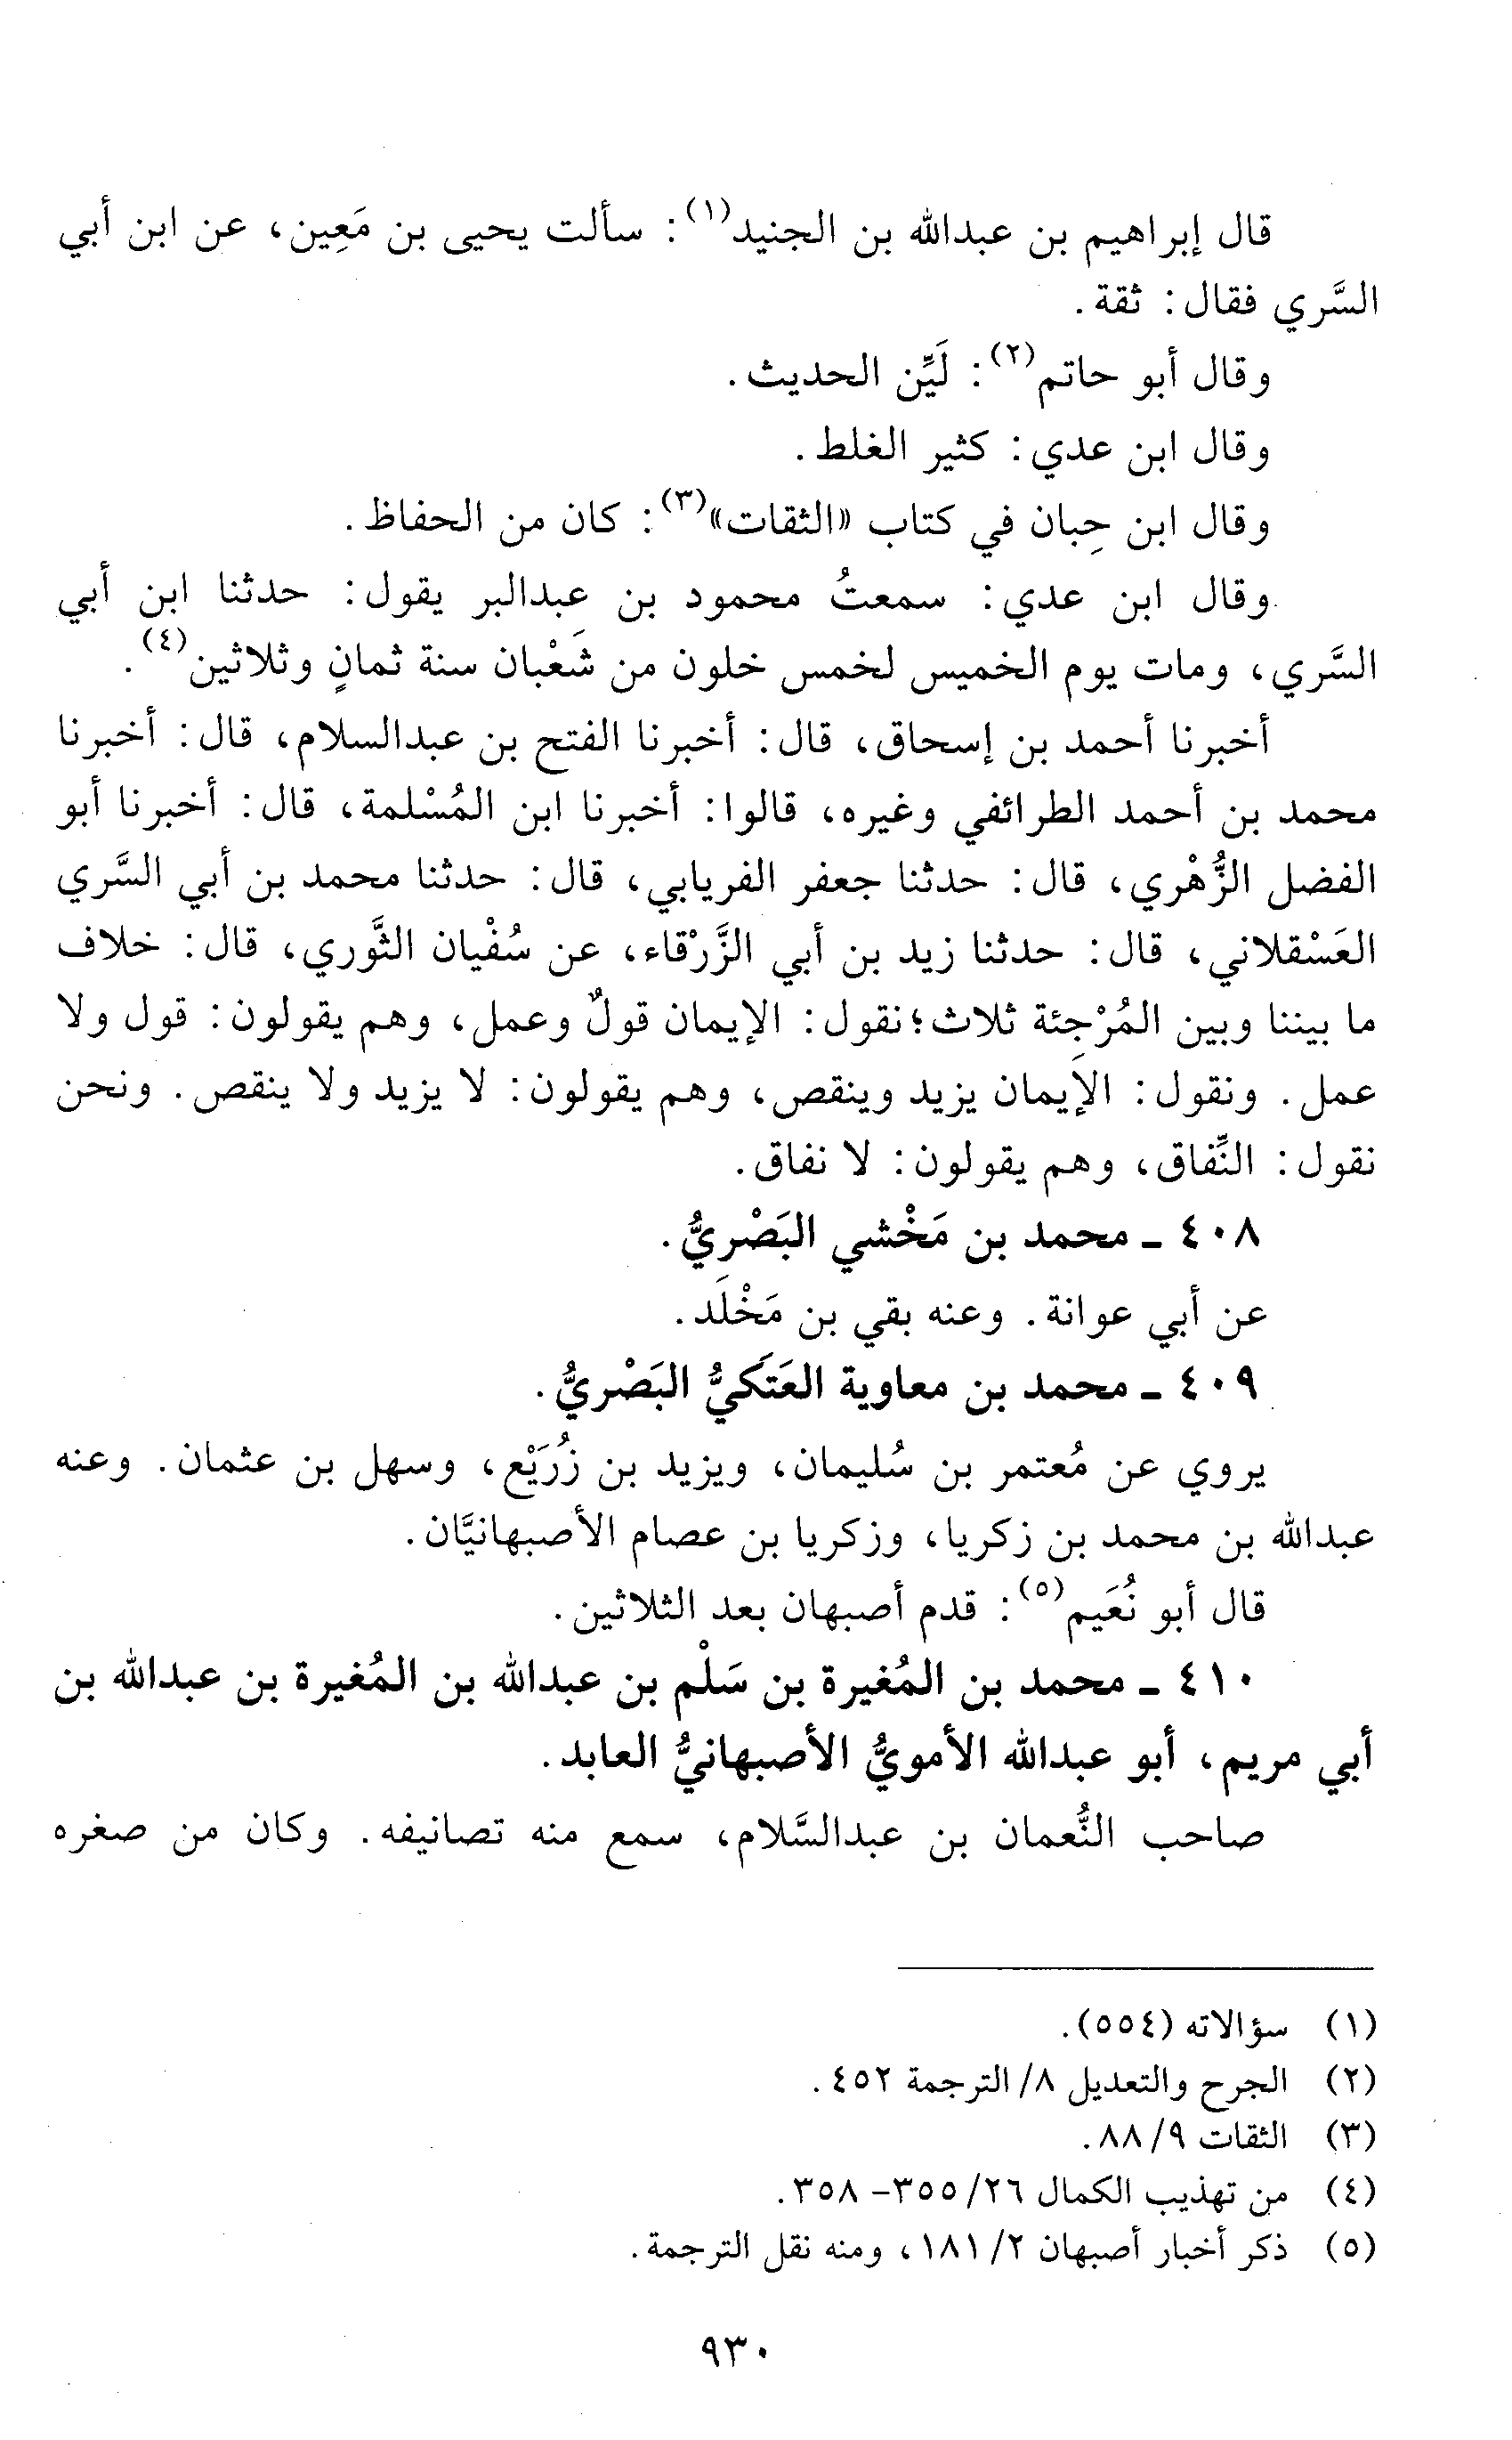 قال إبراهيم بن عبدالله بن الجنيد(١): سألت يحيى بن مَعِين، عن ابن أبي
السَّري فقال: ثقة.
وقال أبو حاتم(٢): لَيِّن الحديث.
وقال ابن عدي: كثير الغلط.
وقال ابن حِبان في كتاب «الثقات»(٣): كان من الحفاظ.
وقال ابن عدي: سمعتُ محمود بن عبدالبر يقول: حدثنا ابن أبي
السَّري، ومات يوم الخميس لخمس خلون من شَعْبان سنة ثمانٍ وثلاثين(٤).
أخبرنا أحمد بن إسحاق، قال: أخبرنا الفتح بن عبدالسلام، قال: أخبرنا
محمد بن أحمد الطرائفي وغيره، قالوا: أخبرنا ابن المُسْلمة، قال: أخبرنا أبو
الفضل الزُّهْري، قال: حدثنا جعفر الفريابي، قال: حدثنا محمد بن أبي السَّري
العَسْقلاني، قال: حدثنا زيد بن أبي الزَّرْقاء، عن سُفْيان الثَّوري، قال: خلاف
ما بيننا وبين المُرْجِئة ثلاث؛ نقول: الإيمان قولٌ وعمل، وهم يقولون: قول ولا
عمل. ونقول: الإيمان يزيد وينقص، وهم يقولون: لا يزيد ولا ينقص. ونحن
نقول: النِّفاق، وهم يقولون: لا نفاق.
٤٠٨ - محمد بن مَخْشي البَصْريُّ.
عن أبي عوانة. وعنه بقي بن مَخْلَد.
٤٠٩ - محمد بن معاوية العَتَكيُّ البَصْريُّ.
يروي عن مُعتمر بن سُليمان، ويزيد بن زُرَيْع، وسهل بن عثمان. وعنه
عبدالله بن محمد بن زكريا، وزكريا بن عصام الأصبهانيَّان.
قال أبو نُعَيم(٥): قدم أصبهان بعد الثلاثين.
٤١٠ - محمد بن المُغيرة بن سَلْم بن عبدالله بن المُغيرة بن عبدالله بن
أبي مريم، أبو عبدالله الأمويُّ الأصبهانيُّ العابد.
صاحب النُّعمان بن عبدالسَّلام، سمع منه تصانيفه. وكان من صغره
(١) سؤالاته (٥٥٤).
(٢) الجرح والتعديل ٨/ الترجمة ٤٥٢.
(٣) الثقات ٩/ ٨٨.
(٤) من تهذيب الكمال ٢٦/ ٣٥٥- ٣٥٨.
(٥) ذكر أخبار أصبهان ٢/ ١٨١، ومنه نقل الترجمة.
٩٣٠